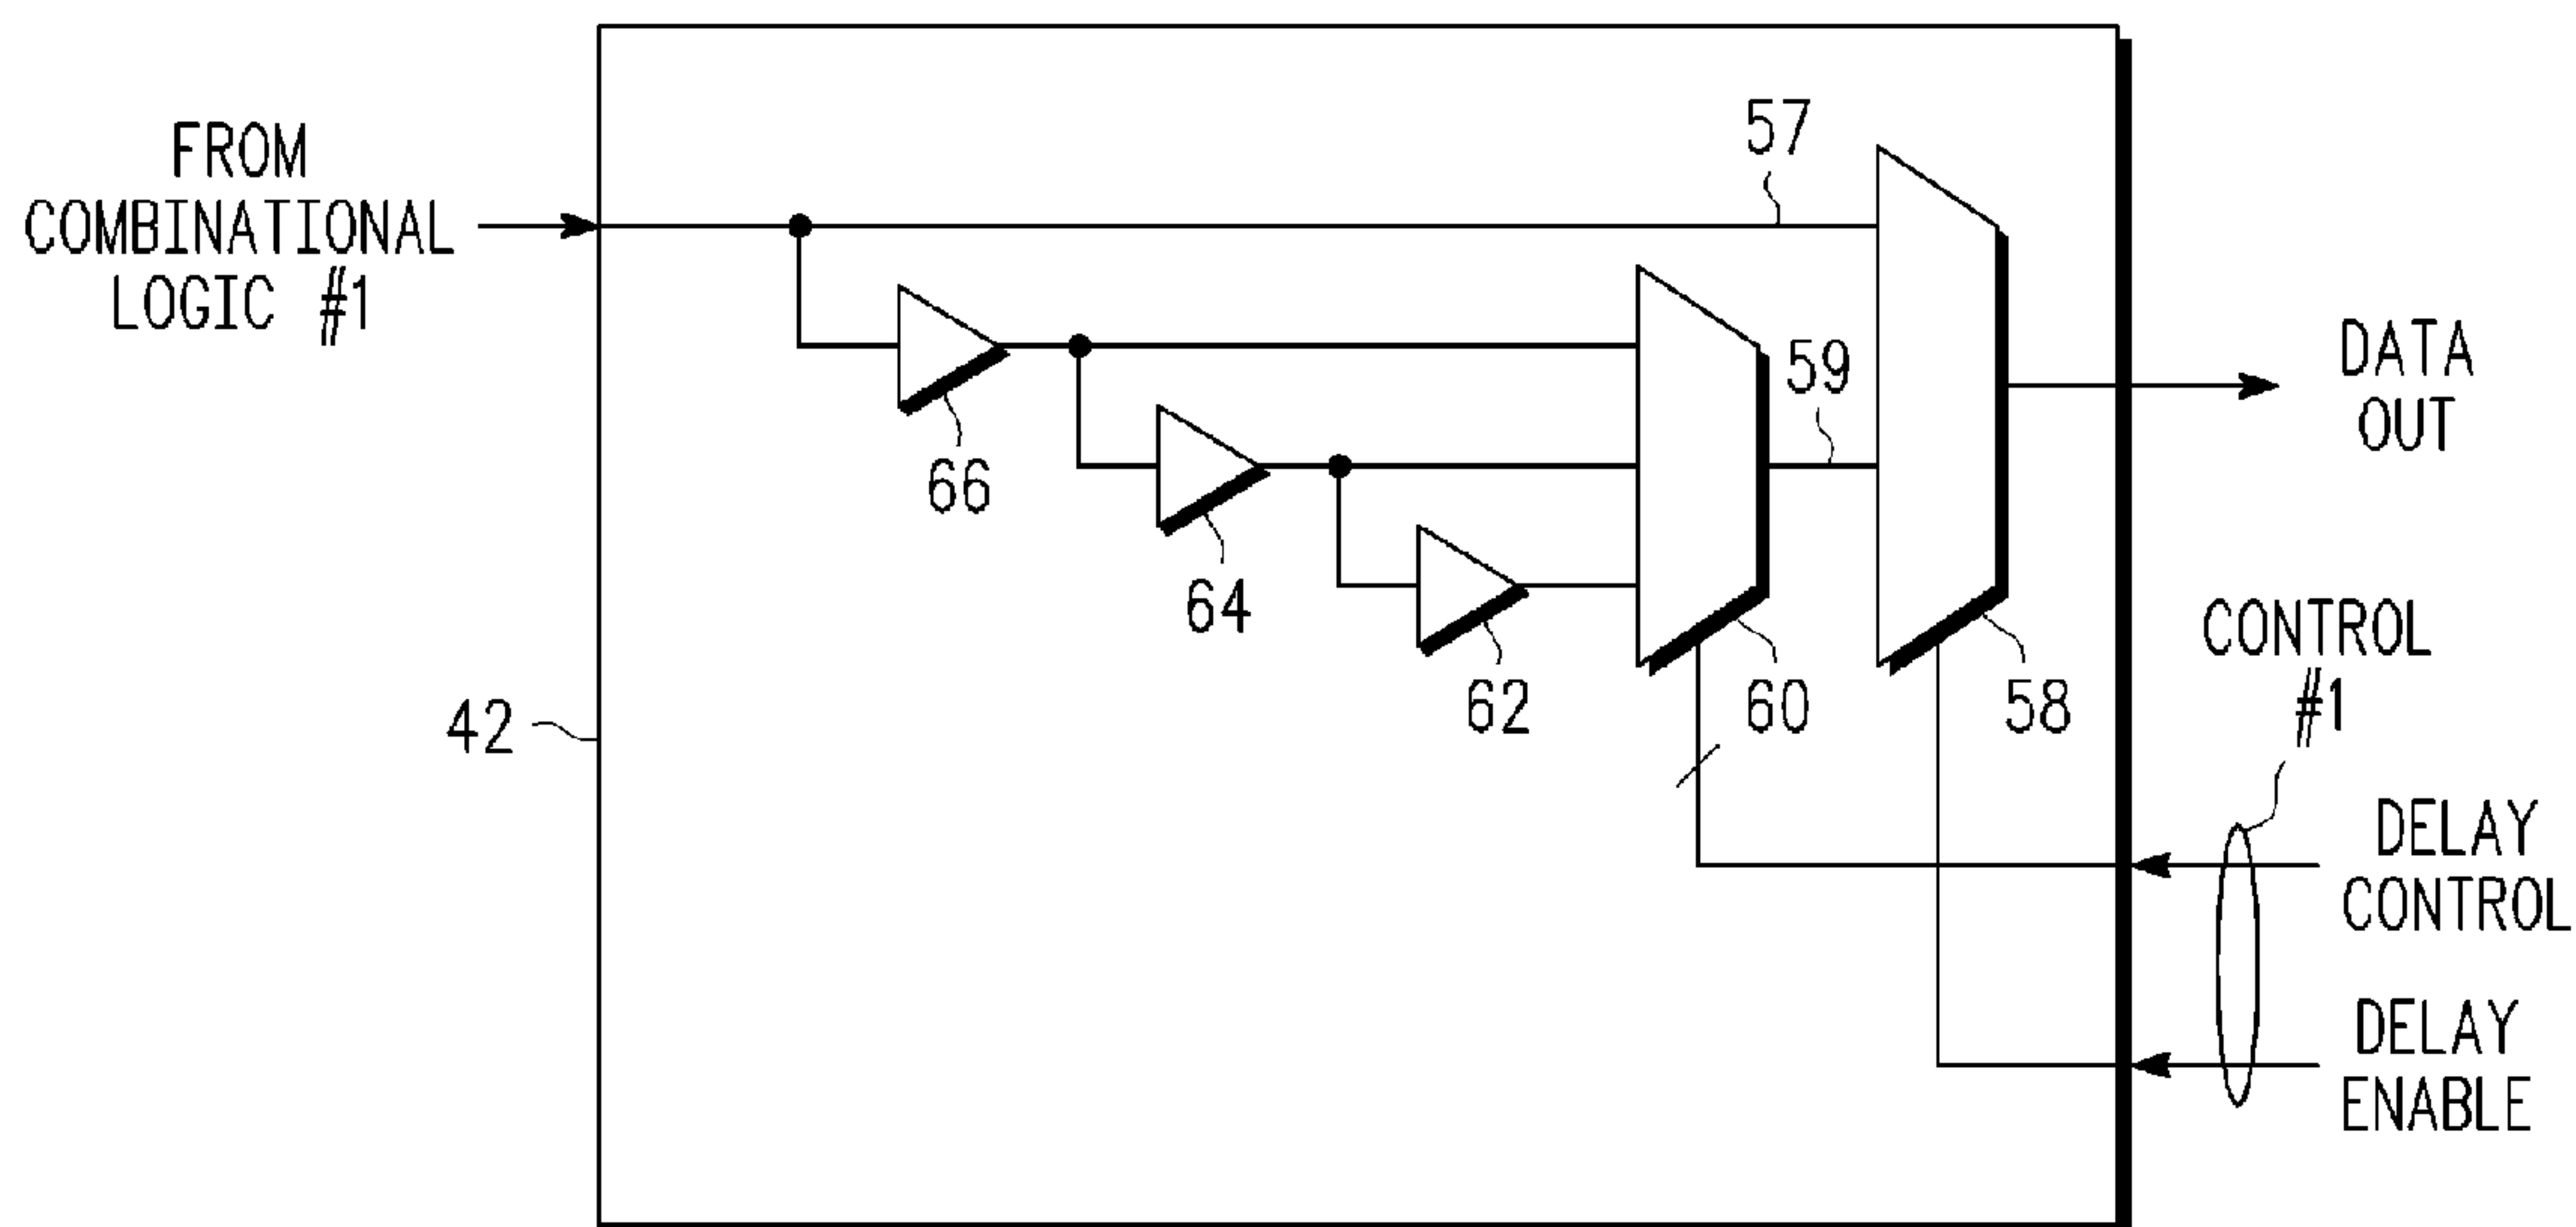 FROM
COMBINATIONAL
LOGIC #1
57
59
66
64
62
60
58
42
DATA
OUT
CONTROL
#1
DELAY
CONTROL
DELAY
ENABLE